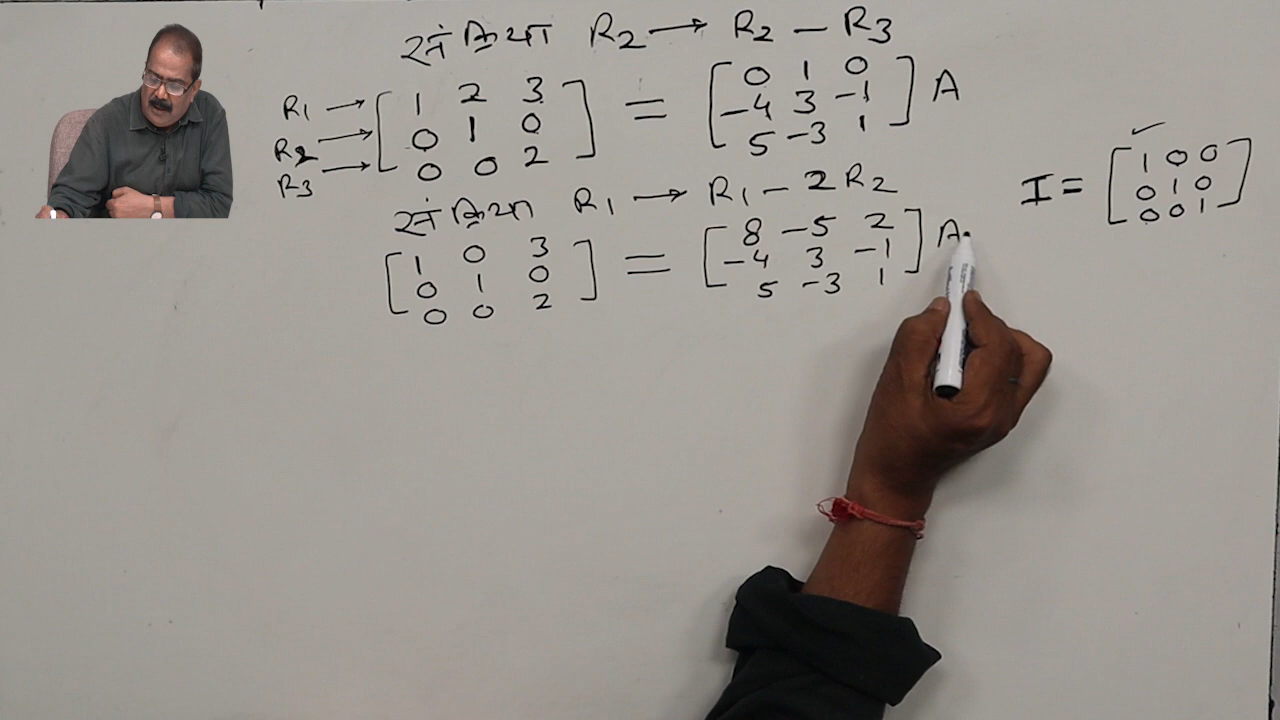 संक्रिया R2 → R2 — R3
R1 → [ 1 2 3 ] = [ 0 1 0 ] A
R2 → [ 0 1 0 ] [ -4 3 -1 ]
R3 → [ 0 0 2 ] [ 5 -3 1 ]
संक्रिया R1 → R1 - 2R2
[ 1 0 3 ] = [ 8 -5 2 ] A
[ 0 1 0 ] [ -4 3 -1 ]
[ 0 0 2 ] [ 5 -3 1 ]
✓
I = [ 1 0 0 ]
[ 0 1 0 ]
[ 0 0 1 ]